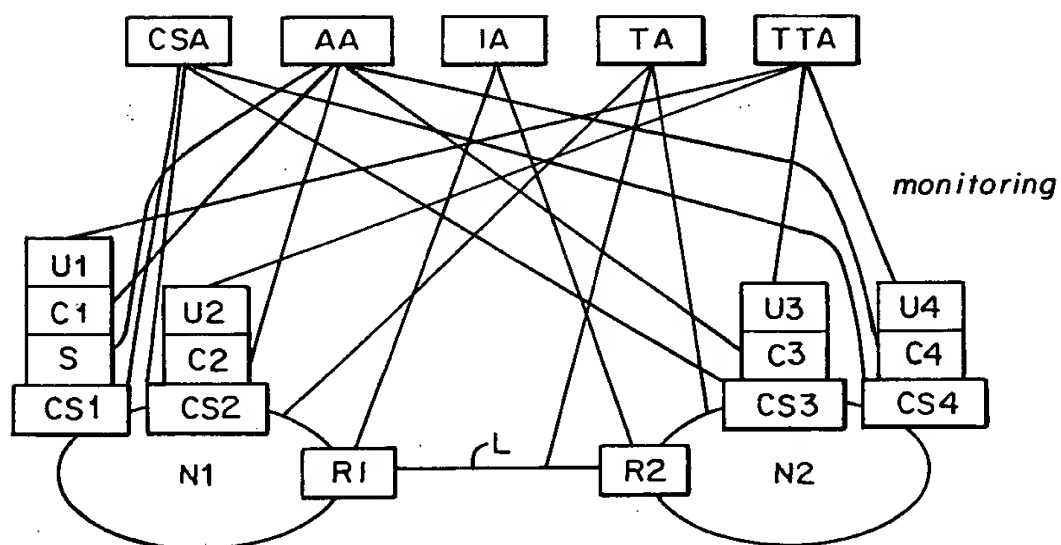 CSA AA IA TA TTA
monitoring
U1
C1 U2 U3 U4
S C2 C3 C4
CS1 CS2 CS3 CS4
L
N1 R1 R2 N2